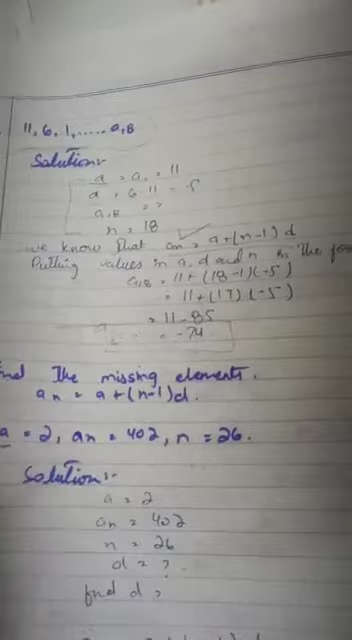 11, 6, 1, ..... a18
Solution:-
a = a1 = 11
d = 6 - 11 = -5
a18 = ?
n = 18
we know that an = a+(n-1)d
Putting values in a, d and n in the
a18 = 11 + (18-1)(-5)
= 11 + (17)(-5)
= 11 - 85
= -74
The missing elements.
an = a + (n-1)d.
a = 2, an = 402, n = 26.
Solution:-
a = 2
an = 402
n = 26
d = ?
find d =